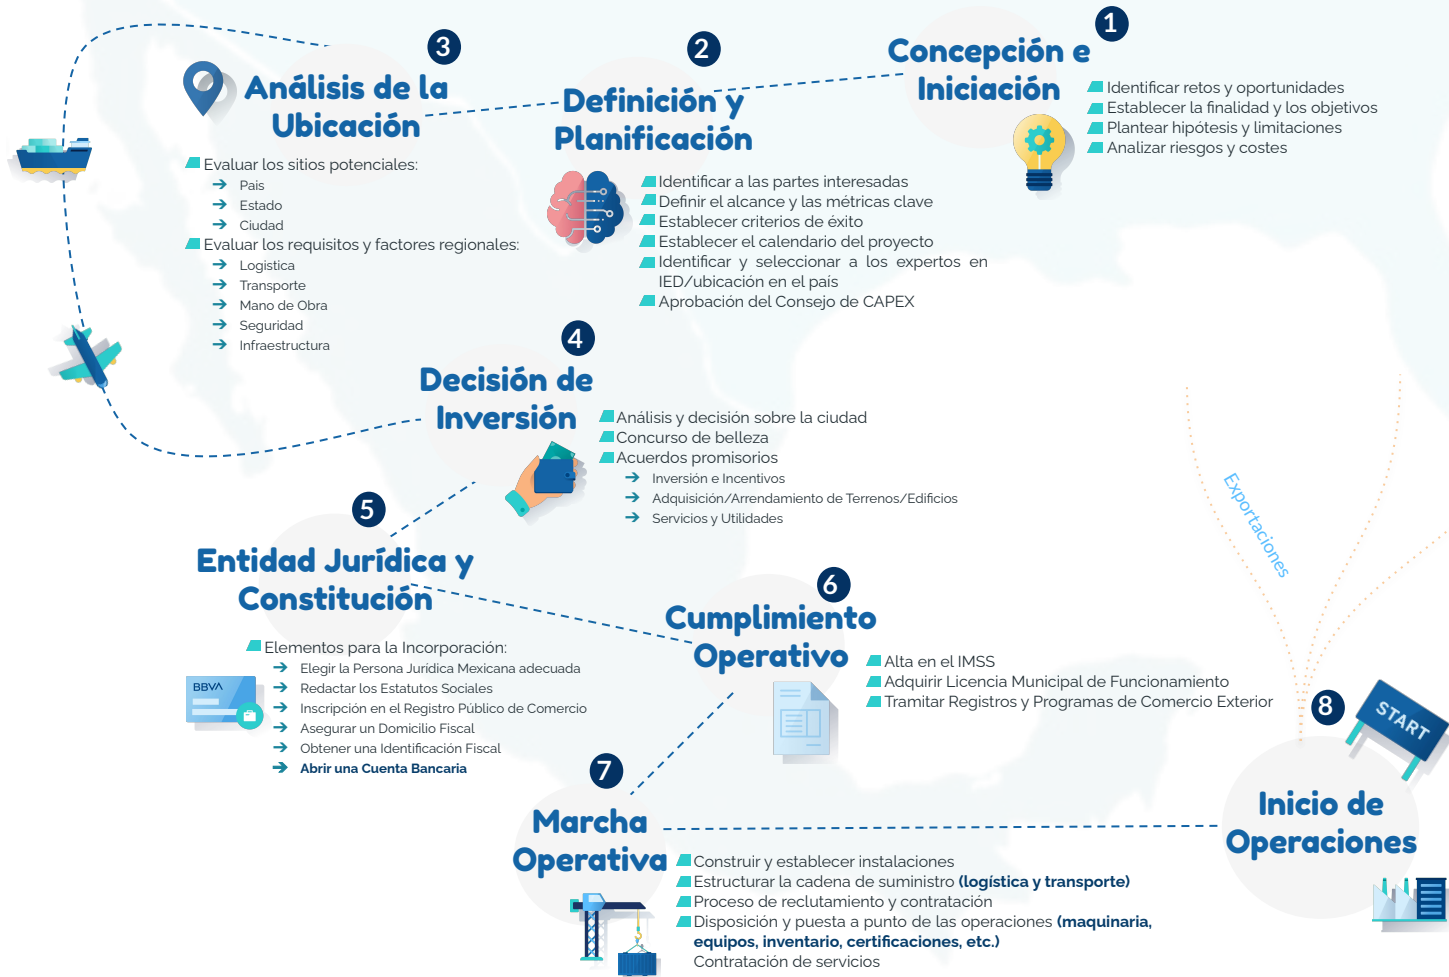 1
Concepción e
Iniciación
Identificar retos y oportunidades
Establecer la finalidad y los objetivos
Plantear hipótesis y limitaciones
Analizar riesgos y costes
2
Definición y
Planificación
Identificar a las partes interesadas
Definir el alcance y las métricas clave
Establecer criterios de éxito
Establecer el calendario del proyecto
Identificar y seleccionar a los expertos en
IED/ubicación en el país
Aprobación del Consejo de CAPEX
3
Análisis de la
Ubicación
Evaluar los sitios potenciales:
Pais
Estado
Ciudad
Evaluar los requisitos y factores regionales:
Logistica
Transporte
Mano de Obra
Seguridad
Infraestructura
4
Decisión de
Inversión
Análisis y decisión sobre la ciudad
Concurso de belleza
Acuerdos promisorios
Inversión e Incentivos
Adquisición/Arrendamiento de Terrenos/Edificios
Servicios y Utilidades
5
Entidad Jurídica y
Constitución
Elementos para la Incorporación:
Elegir la Persona Jurídica Mexicana adecuada
Redactar los Estatutos Sociales
Inscripción en el Registro Público de Comercio
Asegurar un Domicilio Fiscal
Obtener una Identificación Fiscal
Abrir una Cuenta Bancaria
BBVA
6
Cumplimiento
Operativo
Alta en el IMSS
Adquirir Licencia Municipal de Funcionamiento
Tramitar Registros y Programas de Comercio Exterior
7
Marcha
Operativa
Construir y establecer instalaciones
Estructurar la cadena de suministro (logística y transporte)
Proceso de reclutamiento y contratación
Disposición y puesta a punto de las operaciones (maquinaria,
equipos, inventario, certificaciones, etc.)
Contratación de servicios
8
START
Inicio de
Operaciones
Exportaciones